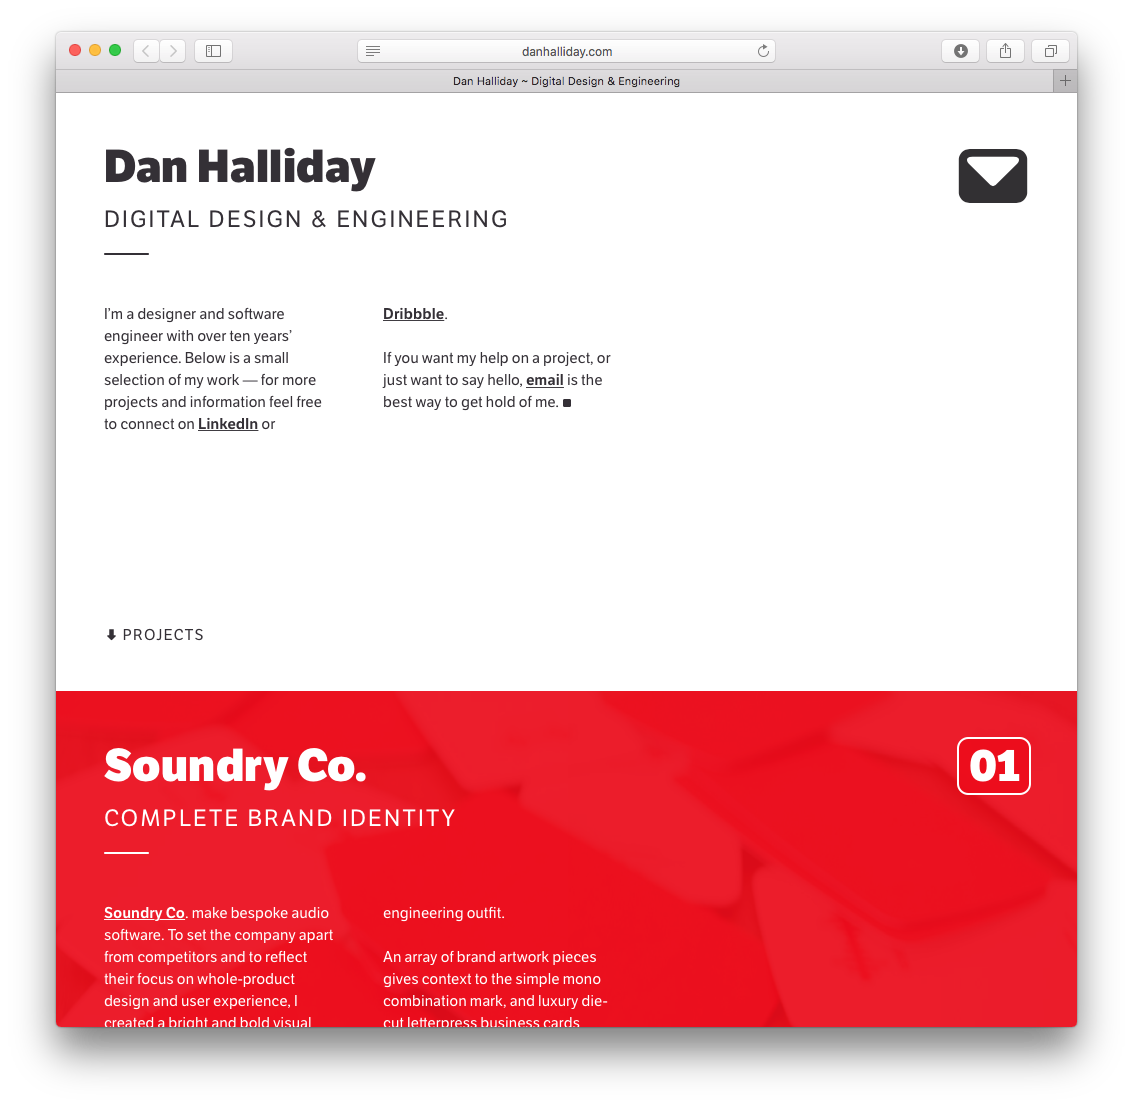 danhalliday.com
Dan Halliday ~ Digital Design & Engineering
Dan Halliday
DIGITAL DESIGN & ENGINEERING
I’m a designer and software
engineer with over ten years’
experience. Below is a small
selection of my work — for more
projects and information feel free
to connect on LinkedIn or
Dribbble.
If you want my help on a project, or
just want to say hello, email is the
best way to get hold of me.
PROJECTS
Soundry Co.
01
COMPLETE BRAND IDENTITY
Soundry Co. make bespoke audio
software. To set the company apart
from competitors and to reflect
their focus on whole-product
design and user experience, I
created a bright and bold visual
engineering outfit.
An array of brand artwork pieces
gives context to the simple mono
combination mark, and luxury die-
cut letterpress business cards